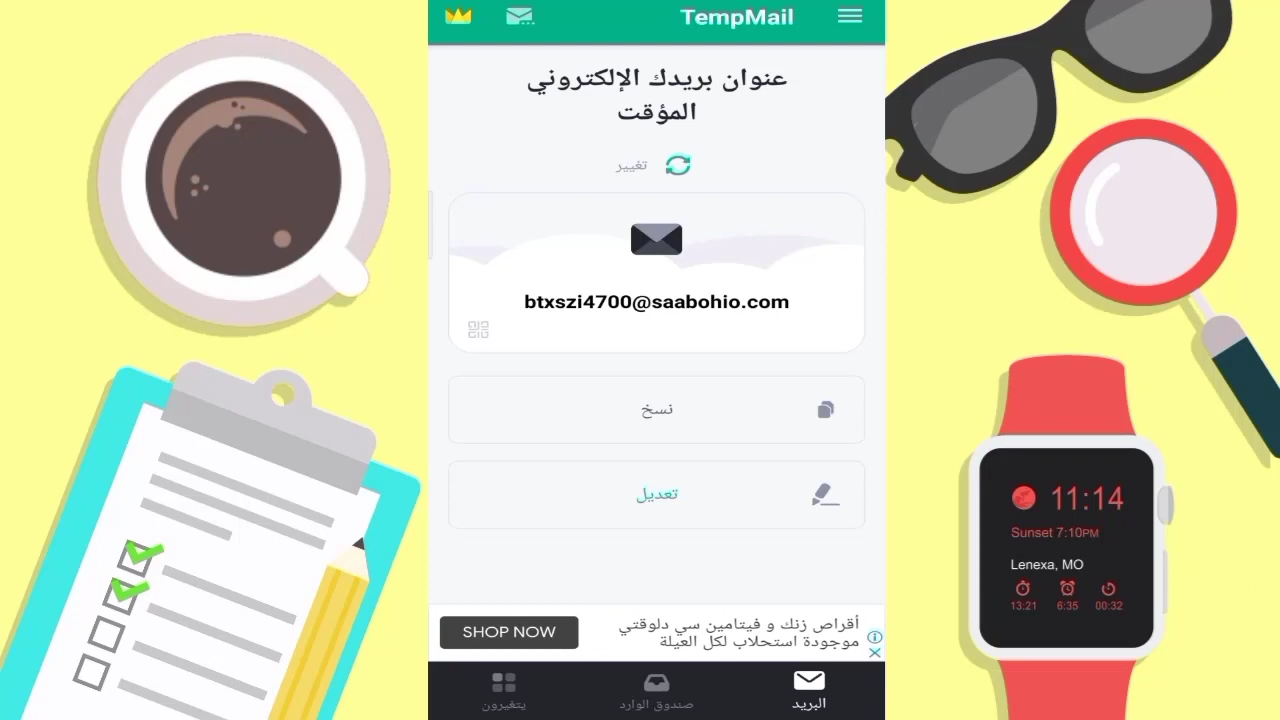 TempMail
عنوان بريدك الإلكتروني
المؤقت
تغيير
btxszi4700@saabohio.com
نسخ
تعديل
أقراص زنك و فيتامين سي دلوقتي
موجودة استحلاب لكل العيلة
SHOP NOW
البريد
صندوق الوارد
يتغيرون
11:14
Sunset 7:10PM
Lenexa, MO
13:21 6:35 00:32